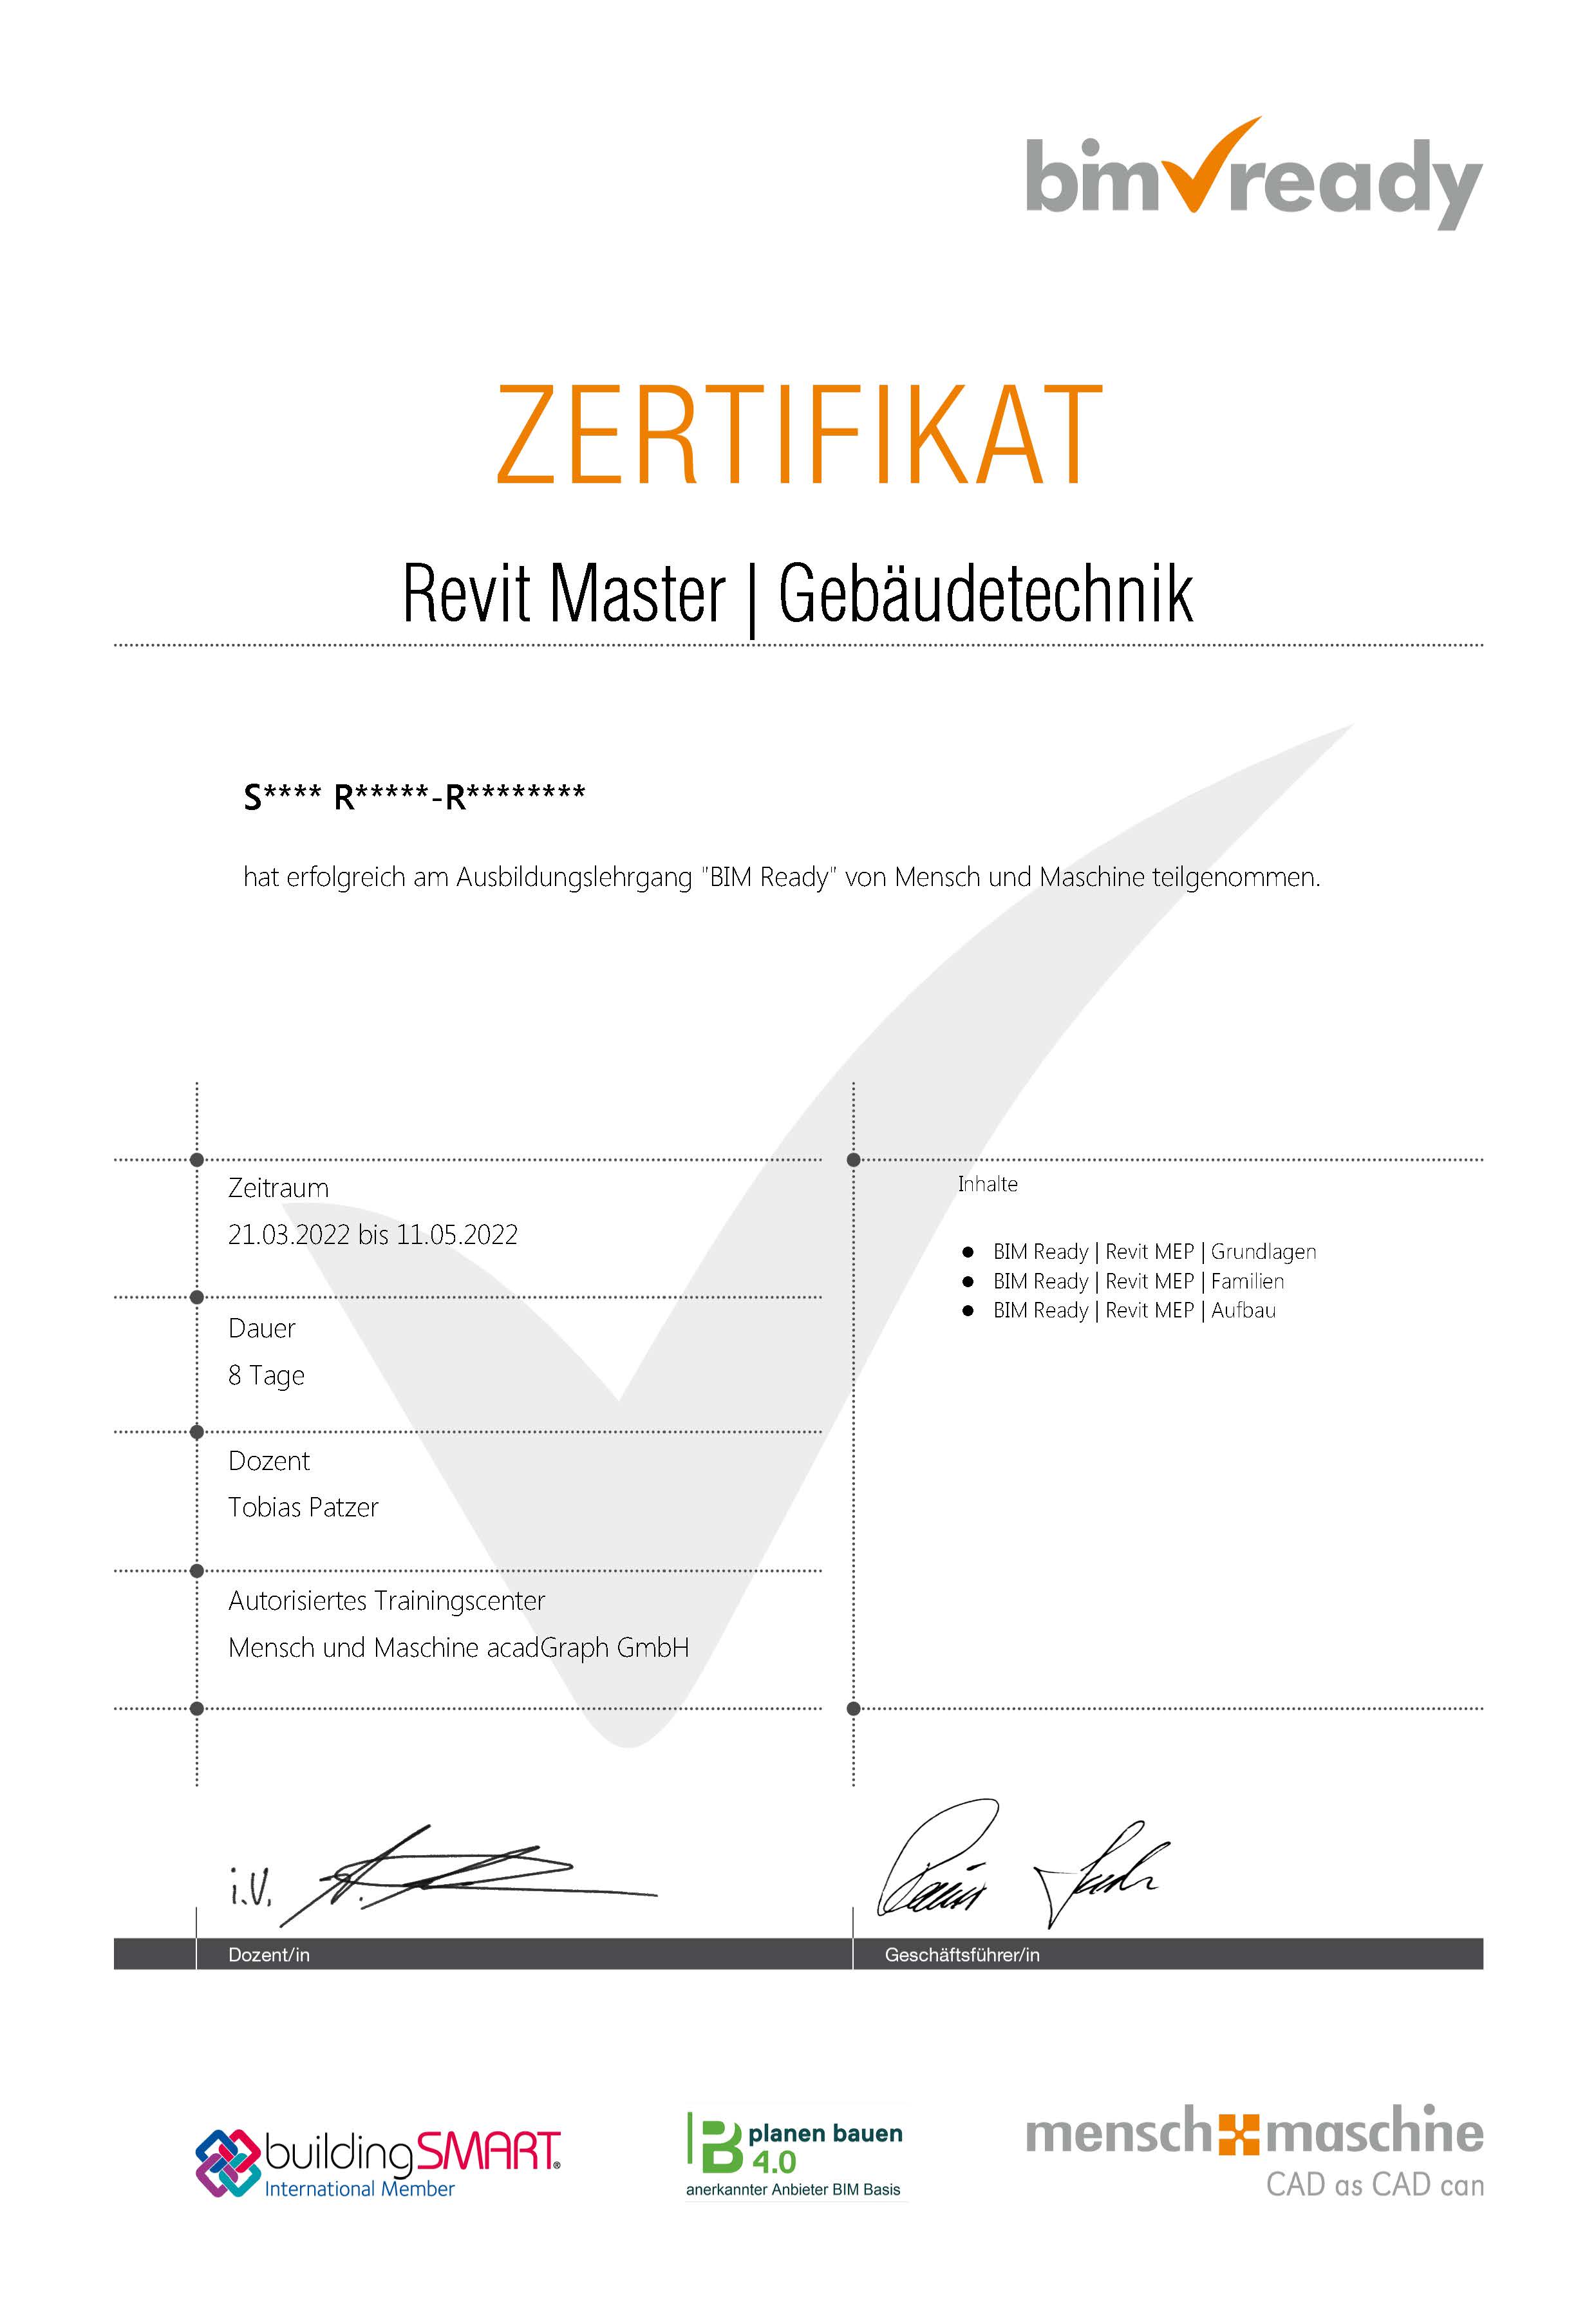 bim ready
ZERTIFIKAT
Revit Master | Gebäudetechnik
S**** R*****-R********
hat erfolgreich am Ausbildungslehrgang "BIM Ready" von Mensch und Maschine teilgenommen.
Zeitraum
21.03.2022 bis 11.05.2022
Dauer
8 Tage
Dozent
Tobias Patzer
Autorisiertes Trainingscenter
Mensch und Maschine acadGraph GmbH
Inhalte
● BIM Ready | Revit MEP | Grundlagen
● BIM Ready | Revit MEP | Familien
● BIM Ready | Revit MEP | Aufbau
i.V.
Dozent/in
Geschäftsführer/in
buildingSMART®
International Member
planen bauen
4.0
anerkannter Anbieter BIM Basis
mensch maschine
CAD as CAD can